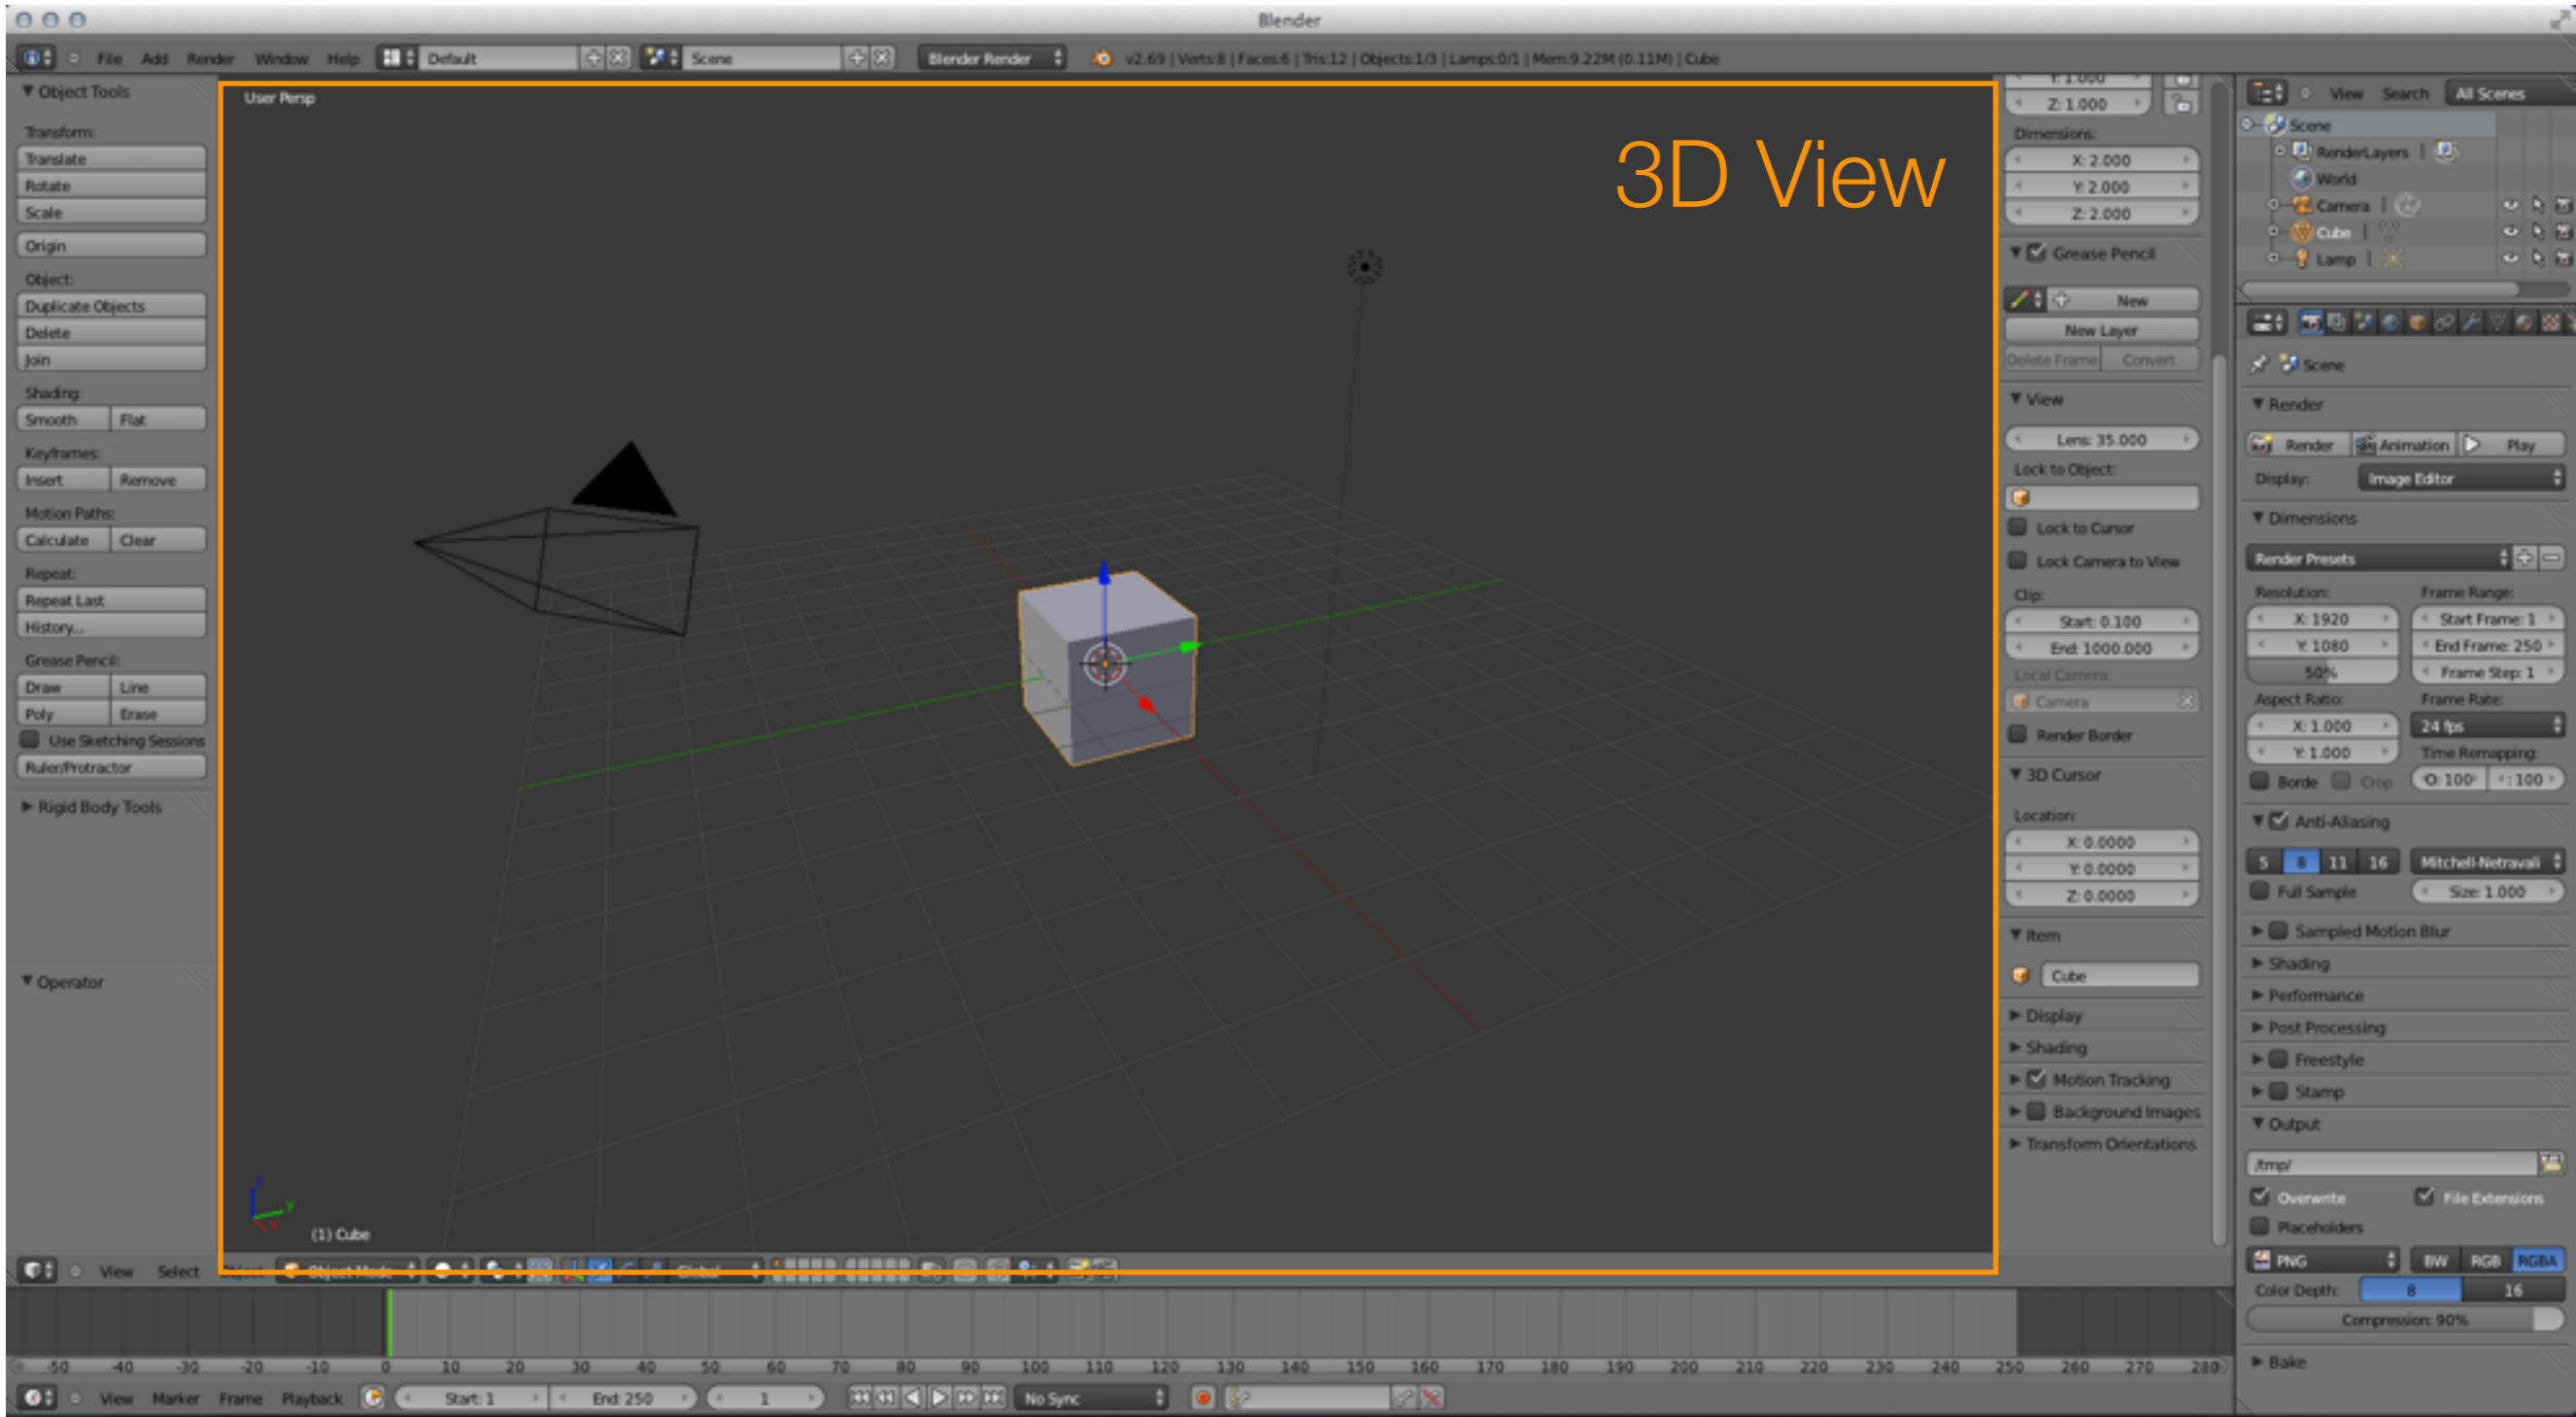 Blender
File Add Render Window Help Default Scene Blender Render v2.69 | Verts:8 | Faces:6 | Tris:12 | Objects:1/3 | Lamps:0/1 | Mem:9.22M (0.11M) | Cube
Object Tools
Transform:
Translate
Rotate
Scale
Origin
Object:
Duplicate Objects
Delete
Join
Shading:
Smooth Flat
Keyframes:
Insert Remove
Motion Paths:
Calculate Clear
Repeat:
Repeat Last
History...
Grease Pencil:
Draw Line
Poly Erase
Use Sketching Sessions
Ruler/Protractor
Rigid Body Tools
Operator
User Persp
3D View
z
y
x
(1) Cube
Y: 1.000
Z: 1.000
Dimensions:
X: 2.000
Y: 2.000
Z: 2.000
Grease Pencil
New
New Layer
Delete Frame Convert
View
Lens: 35.000
Lock to Object:
Lock to Cursor
Lock Camera to View
Clip:
Start: 0.100
End: 1000.000
Local Camera:
Camera
Render Border
3D Cursor
Location:
X: 0.0000
Y: 0.0000
Z: 0.0000
Item
Cube
Display
Shading
Motion Tracking
Background Images
Transform Orientations
View Search All Scenes
Scene
RenderLayers |
World
Camera |
Cube |
Lamp |
Scene
Render
Render Animation Play
Display: Image Editor
Dimensions
Render Presets
Resolution: Frame Range:
X: 1920 Start Frame: 1
Y: 1080 End Frame: 250
50% Frame Step: 1
Aspect Ratio: Frame Rate:
X: 1.000 24 fps
Y: 1.000 Time Remapping:
Borde Crop O: 100 : 100
Anti-Aliasing
5 8 11 16 Mitchell-Netravali
Full Sample Size: 1.000
Sampled Motion Blur
Shading
Performance
Post Processing
Freestyle
Stamp
Output
/tmp/
Overwrite File Extensions
Placeholders
PNG BW RGB RGBA
Color Depth: 8 16
Compression: 90%
Bake
View Select Object Object Mode Global
-50 -40 -30 -20 -10 0 10 20 30 40 50 60 70 80 90 100 110 120 130 140 150 160 170 180 190 200 210 220 230 240 250 260 270 280
View Marker Frame Playback Start: 1 End: 250 1 No Sync